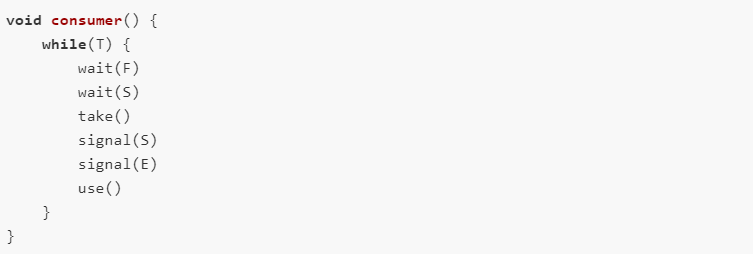 void consumer() {
    while(T) {
        wait(F)
        wait(S)
        take()
        signal(S)
        signal(E)
        use()
    }
}